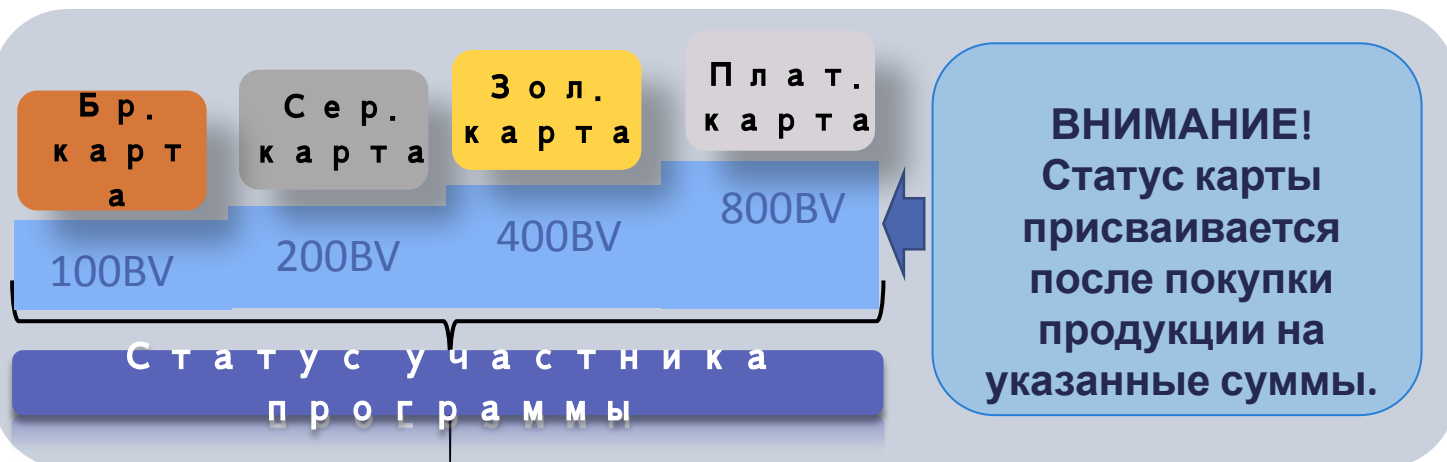 Бр.
карт
а
100BV
Сер.
карта
200BV
Зол.
карта
400BV
Плат.
карта
800BV
ВНИМАНИЕ!
Статус карты
присваивается
после покупки
продукции на
указанные суммы.
Статус участника
программы